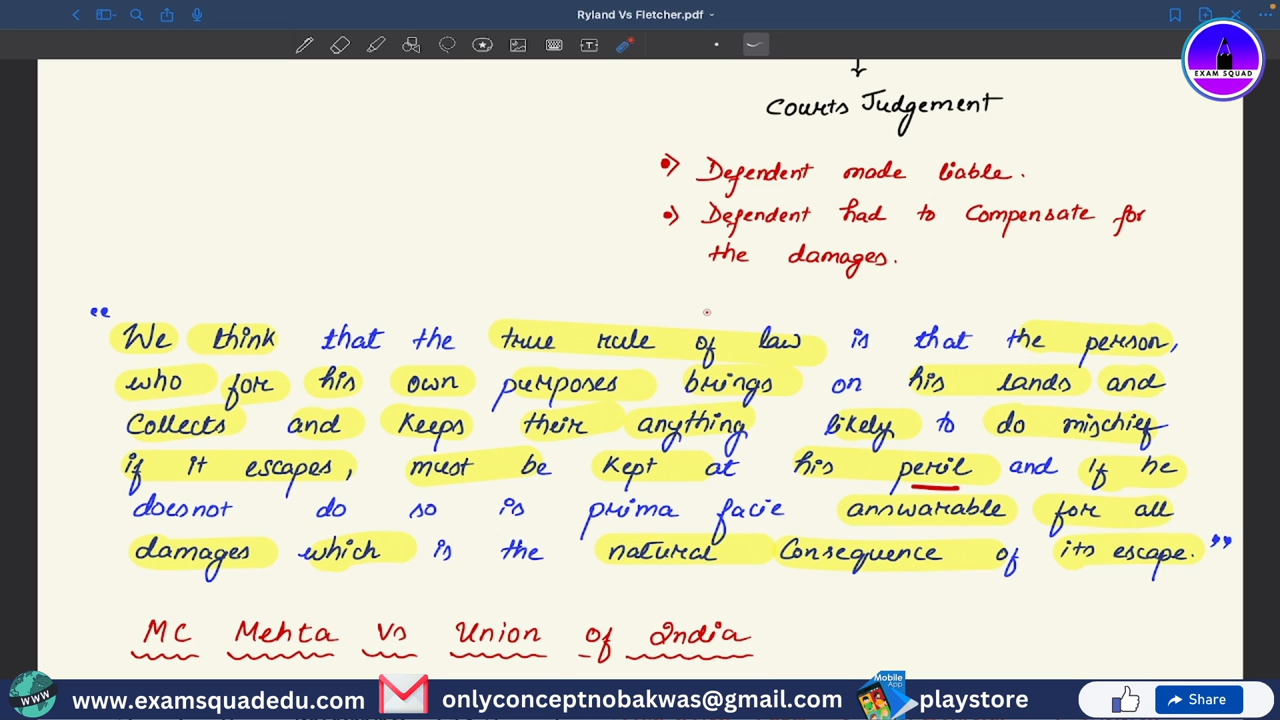 Ryland Vs Fletcher.pdf
EXAM SQUAD
Courts Judgement
Defendent made liable.
Defendent had to Compensate for
the damages.
“ We think that the true rule of law is that the person,
who for his own purposes brings on his lands and
Collects and Keeps their anything likely to do mischief
if it escapes, must be Kept at his peril and If he
doesnot do so is prima facie answarable for all
damages which is the natural Consequence of its escape. ”
MC Mehta Vs Union of India
WWW www.examsquadedu.com onlyconceptnobakwas@gmail.com Mobile App playstore Share